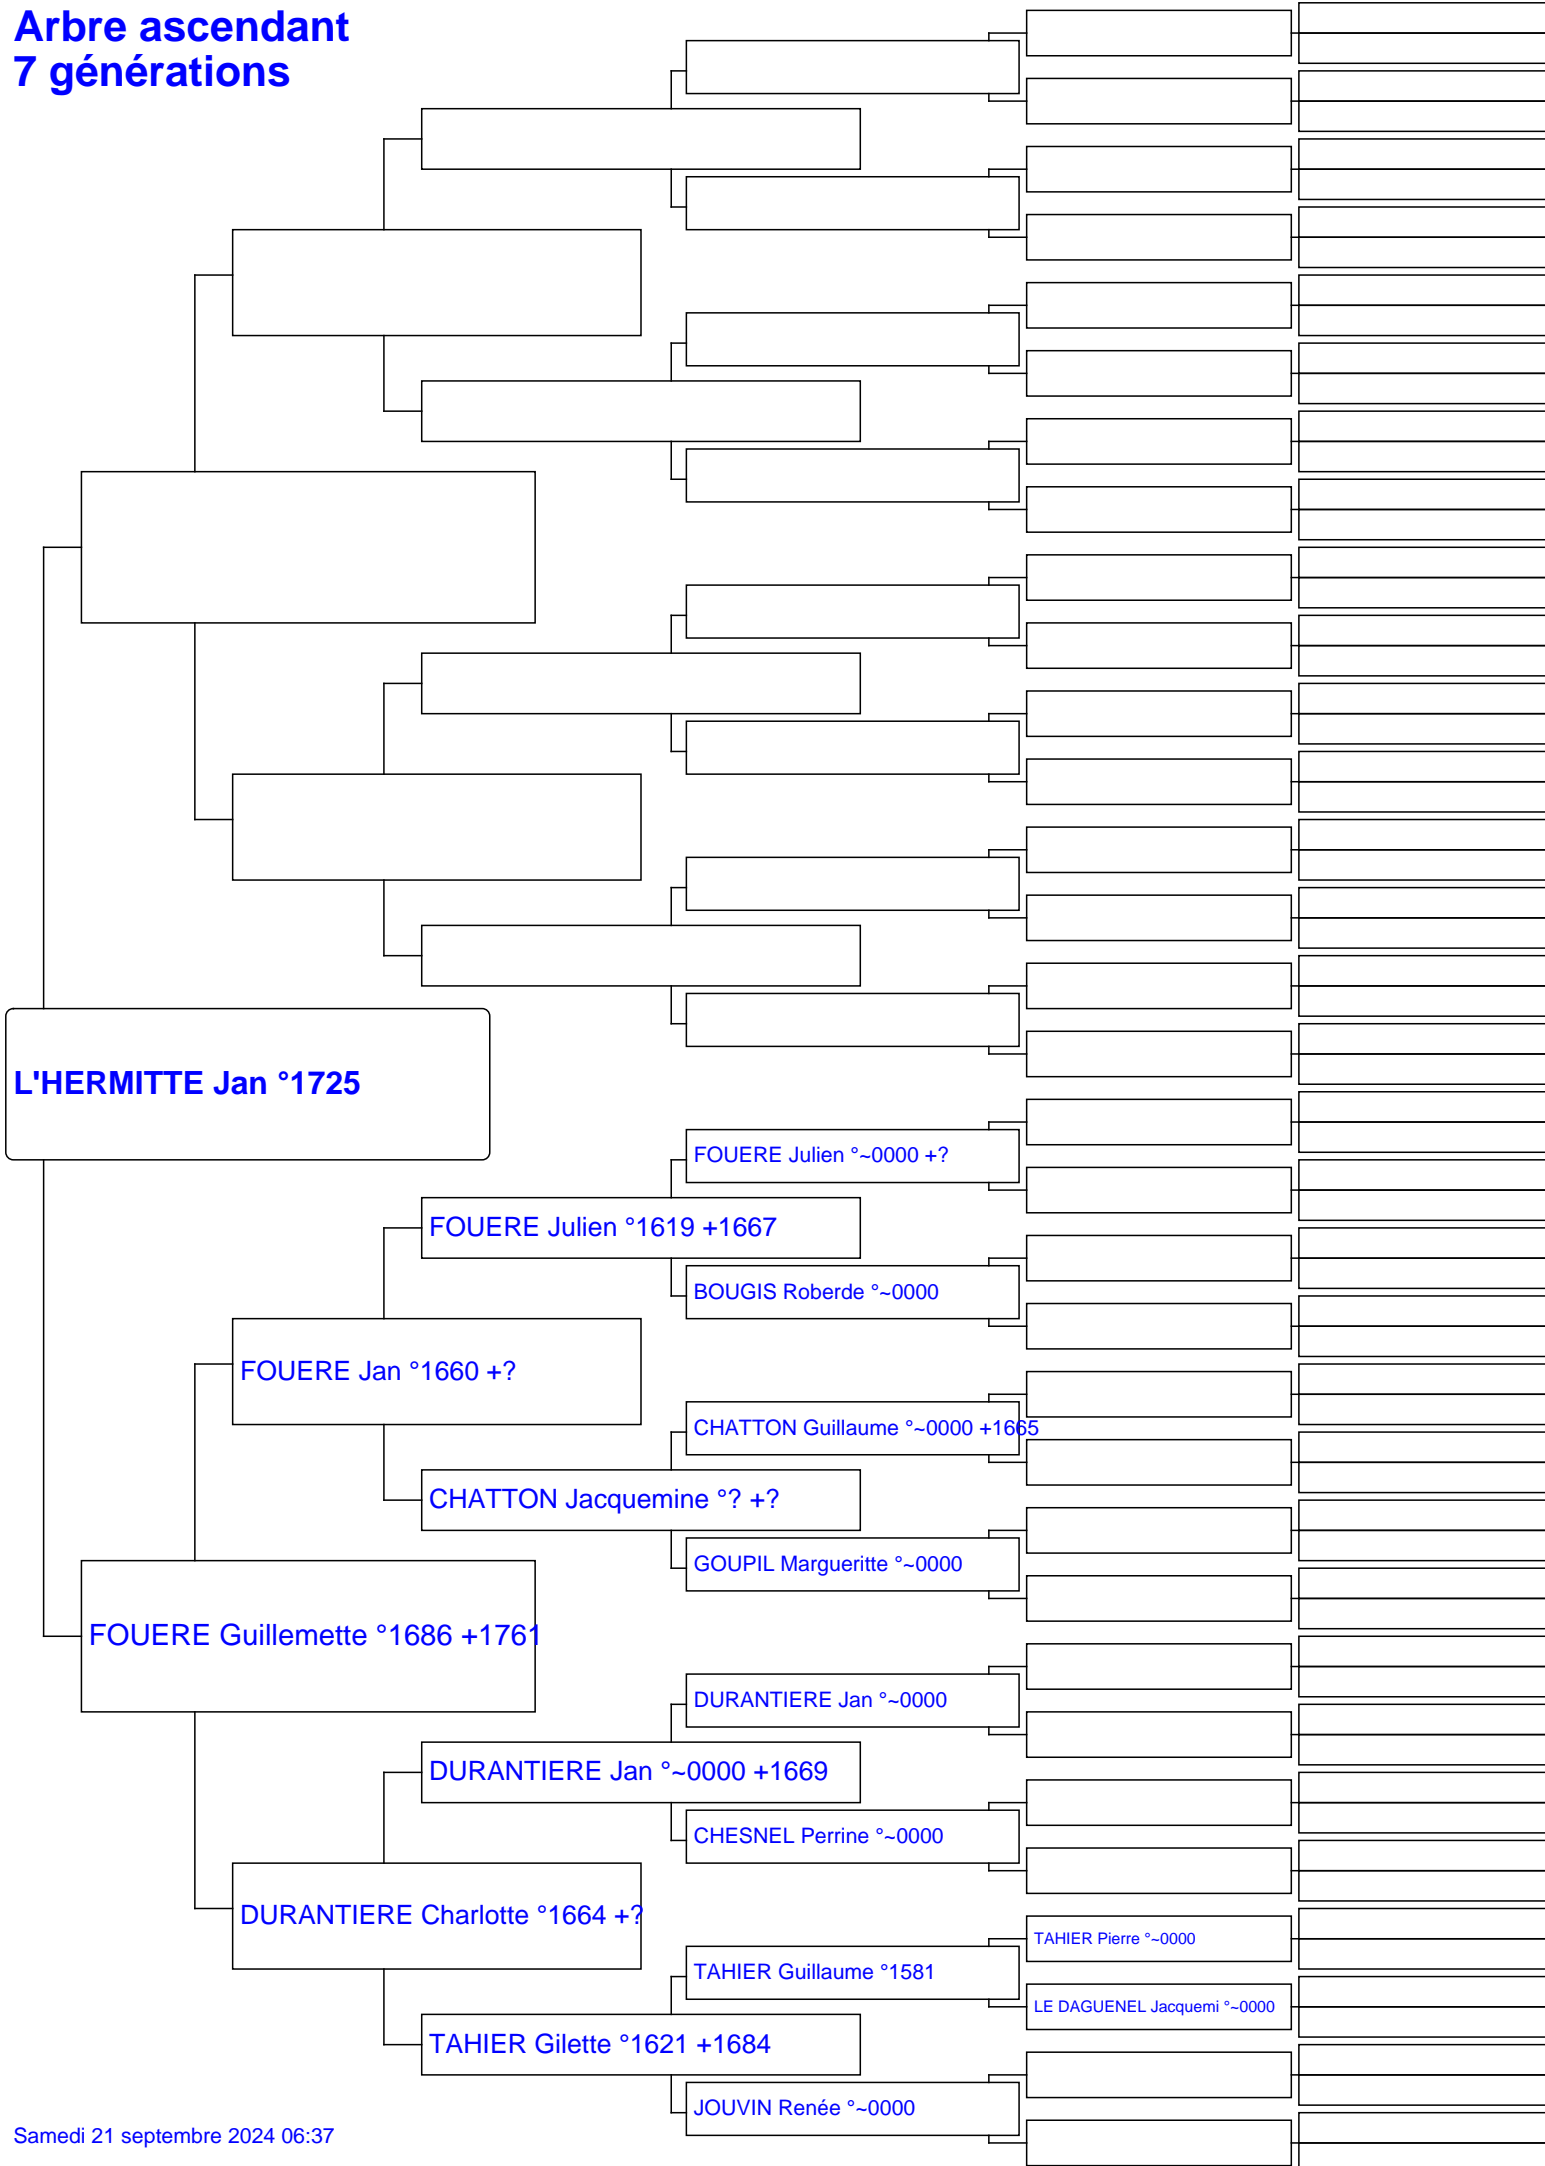 Arbre ascendant
7 générations
L'HERMITTE Jan °1725
FOUERE Julien °~0000 +?
FOUERE Julien °1619 +1667
BOUGIS Roberde °~0000
FOUERE Jan °1660 +?
CHATTON Guillaume °~0000 +1665
CHATTON Jacquemine °? +?
GOUPIL Margueritte °~0000
FOUERE Guillemette °1686 +1761
DURANTIERE Jan °~0000
DURANTIERE Jan °~0000 +1669
CHESNEL Perrine °~0000
DURANTIERE Charlotte °1664 +?
TAHIER Pierre °~0000
TAHIER Guillaume °1581
LE DAGUENEL Jacquemi °~0000
TAHIER Gilette °1621 +1684
JOUVIN Renée °~0000
Samedi 21 septembre 2024 06:37